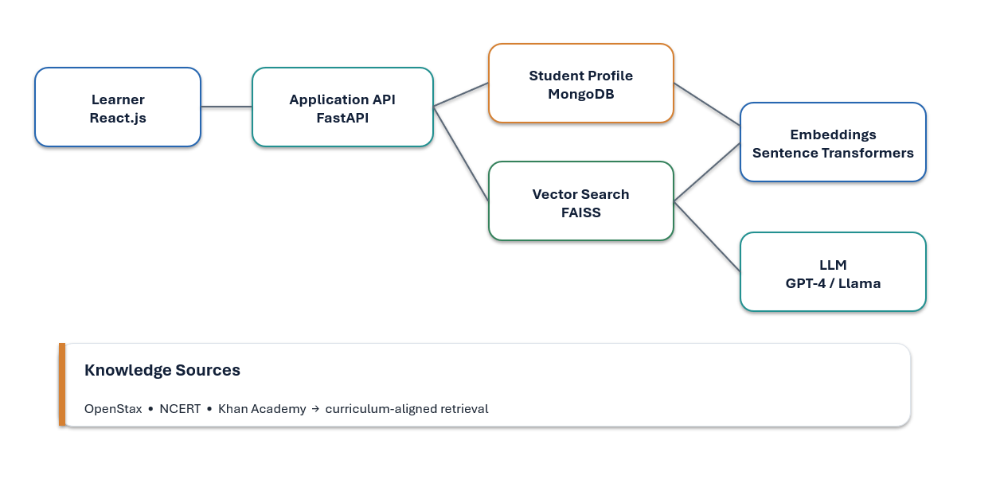 Learner
React.js
Application API
FastAPI
Student Profile
MongoDB
Vector Search
FAISS
Embeddings
Sentence Transformers
LLM
GPT-4 / Llama
Knowledge Sources
OpenStax • NCERT • Khan Academy → curriculum-aligned retrieval